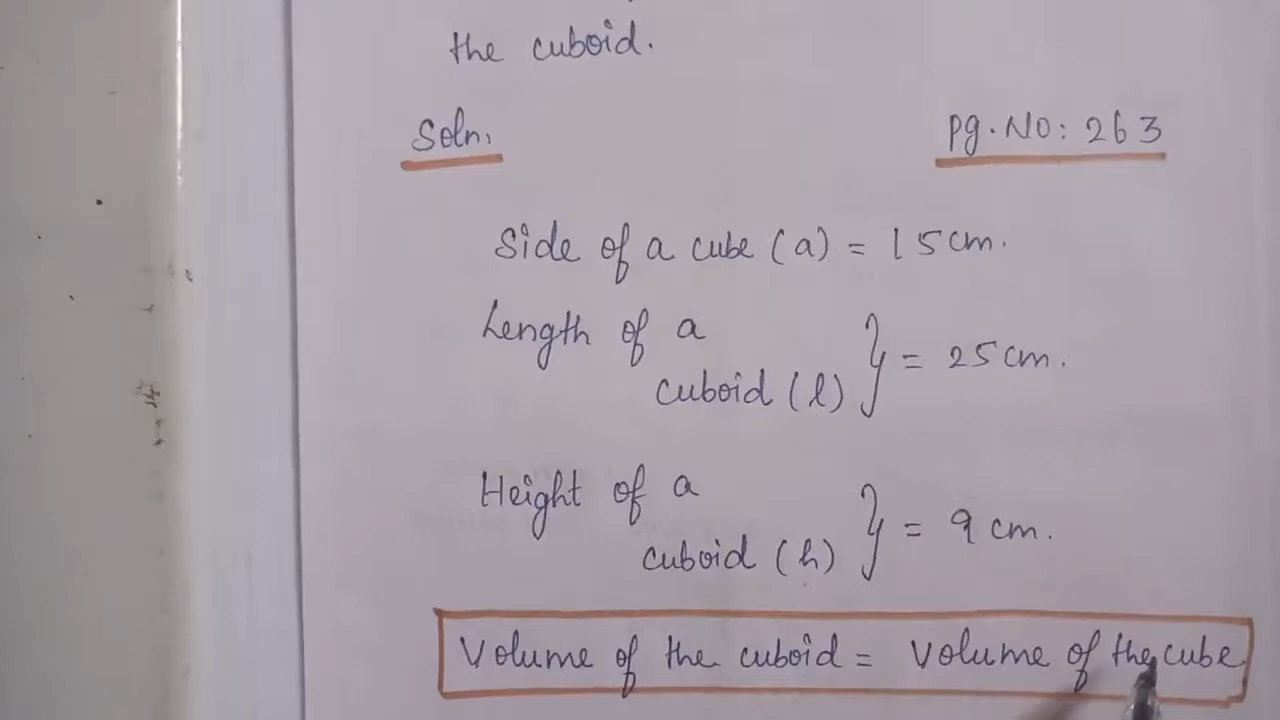 the cuboid.
Soln.
Pg. No: 263
Side of a cube (a) = 15 cm.
Length of a
cuboid (l) } = 25 cm.
Height of a
cuboid (h) } = 9 cm.
Volume of the cuboid = Volume of the cube